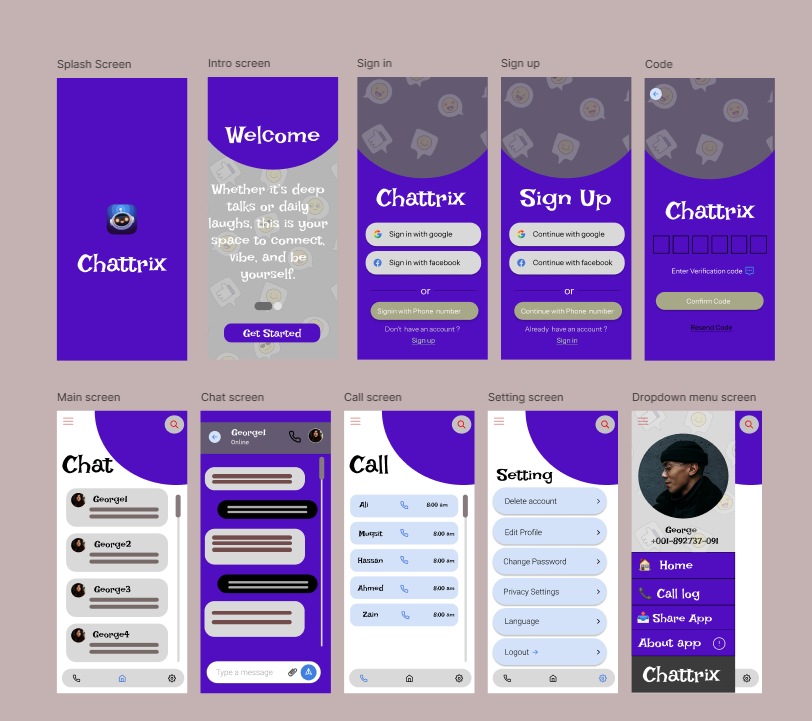 Splash Screen
Intro screen
Sign in
Sign up
Code
Chattrix
Welcome
Whether it's deep
talks or daily
laughs, this is your
space to connect,
vibe, and be
yourself.
Get Started
Chattrix
Sign in with google
Sign in with facebook
or
Signin with Phone number
Don't have an account ?
Sign up
Sign Up
Continue with google
Continue with facebook
or
Continue with Phone number
Already have an account ?
Sign in
Chattrix
Enter Verification code
Confirm Code
Resend Code
Main screen
Chat screen
Call screen
Setting screen
Dropdown menu screen
Chat
George1
George2
George3
George4
George1
Online
Type a message
Call
Ali 8:00 am
Muqsit 8:00 am
Hassan 8:00 am
Ahmed 8:00 am
Zain 8:00 am
Setting
Delete account
Edit Profile
Change Password
Privacy Settings
Language
Logout
George
+001-892737-091
Home
Call log
Share App
About app
Chattrix